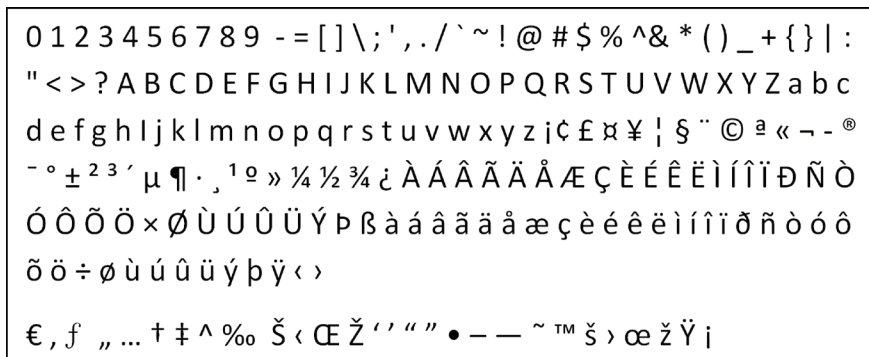 0 1 2 3 4 5 6 7 8 9 - = [ ] \ ; ' , . / ` ~ ! @ # $ % ^ & * ( ) _ + { } | :
" < > ? A B C D E F G H I J K L M N O P Q R S T U V W X Y Z a b c
d e f g h I j k l m n o p q r s t u v w x y z ¡ ¢ £ ¤ ¥ ¦ § ¨ © ª « ¬ - ®
¯ ° ± ² ³ ´ µ ¶ · ¸ ¹ º » ¼ ½ ¾ ¿ À Á Â Ã Ä Å Æ Ç È É Ê Ë Ì Í Î Ï Ð Ñ Ò
Ó Ô Õ Ö × Ø Ù Ú Û Ü Ý Þ ß à á â ã ä å æ ç è é ê ë ì í î ï ð ñ ò ó ô
õ ö ÷ ø ù ú û ü ý þ ÿ ‹ ›
€ , ƒ „ … † ‡ ^ ‰ Š ‹ Œ Ž ‘ ’ “ ” • – — ˜ ™ š › œ ž Ÿ ¡